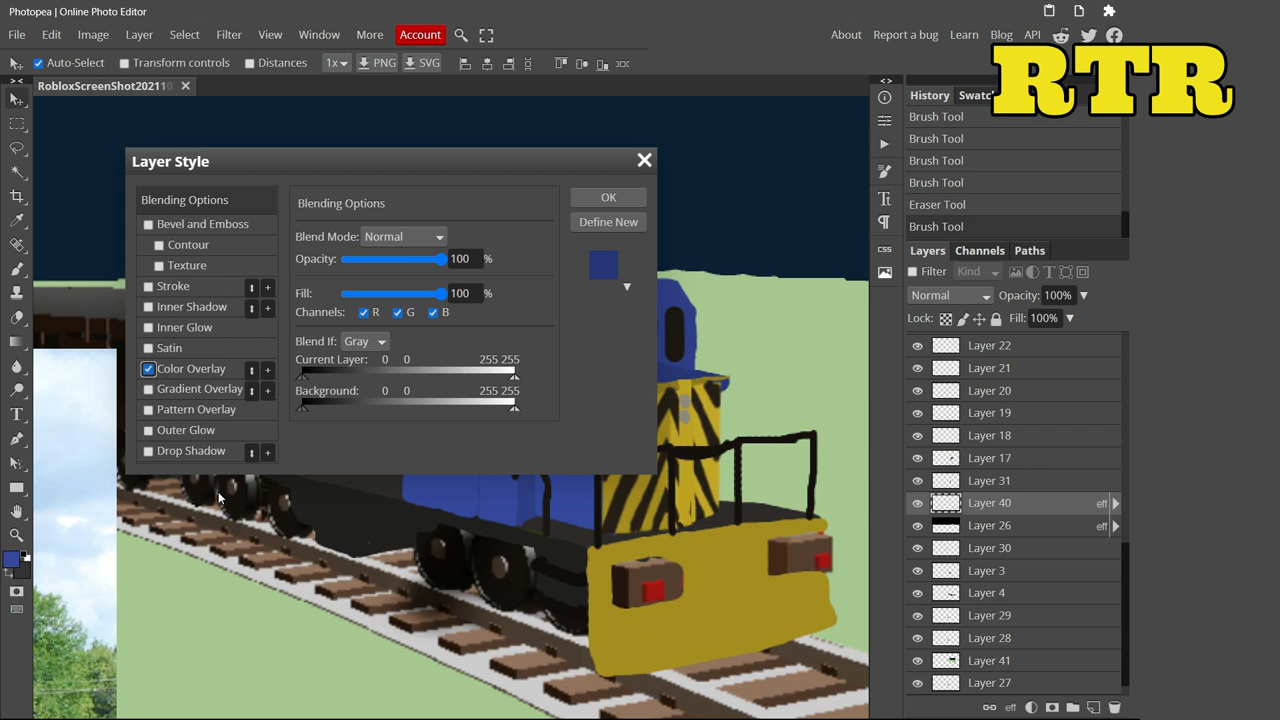 Photopea | Online Photo Editor
File Edit Image Layer Select Filter View Window More Account About Report a bug Learn Blog API
RTR
Auto-Select Transform controls Distances 1x PNG SVG
RobloxScreenShot20211
History Swatc
Brush Tool
Brush Tool
Brush Tool
Brush Tool
Eraser Tool
Brush Tool
Layer Style
Blending Options
Bevel and Emboss
Contour
Texture
Stroke
Inner Shadow
Inner Glow
Satin
Color Overlay
Gradient Overlay
Pattern Overlay
Outer Glow
Drop Shadow
Blending Options
Blend Mode: Normal
Opacity: 100 %
Fill: 100 %
Channels: R G B
Blend If: Gray
Current Layer: 0 0 255 255
Background: 0 0 255 255
OK
Define New
CSS
Layers Channels Paths
Filter Kind
Normal Opacity: 100%
Lock: Fill: 100%
Layer 22
Layer 21
Layer 20
Layer 19
Layer 18
Layer 17
Layer 31
Layer 40 eff
Layer 26 eff
Layer 30
Layer 3
Layer 4
Layer 29
Layer 28
Layer 41
Layer 27
eff